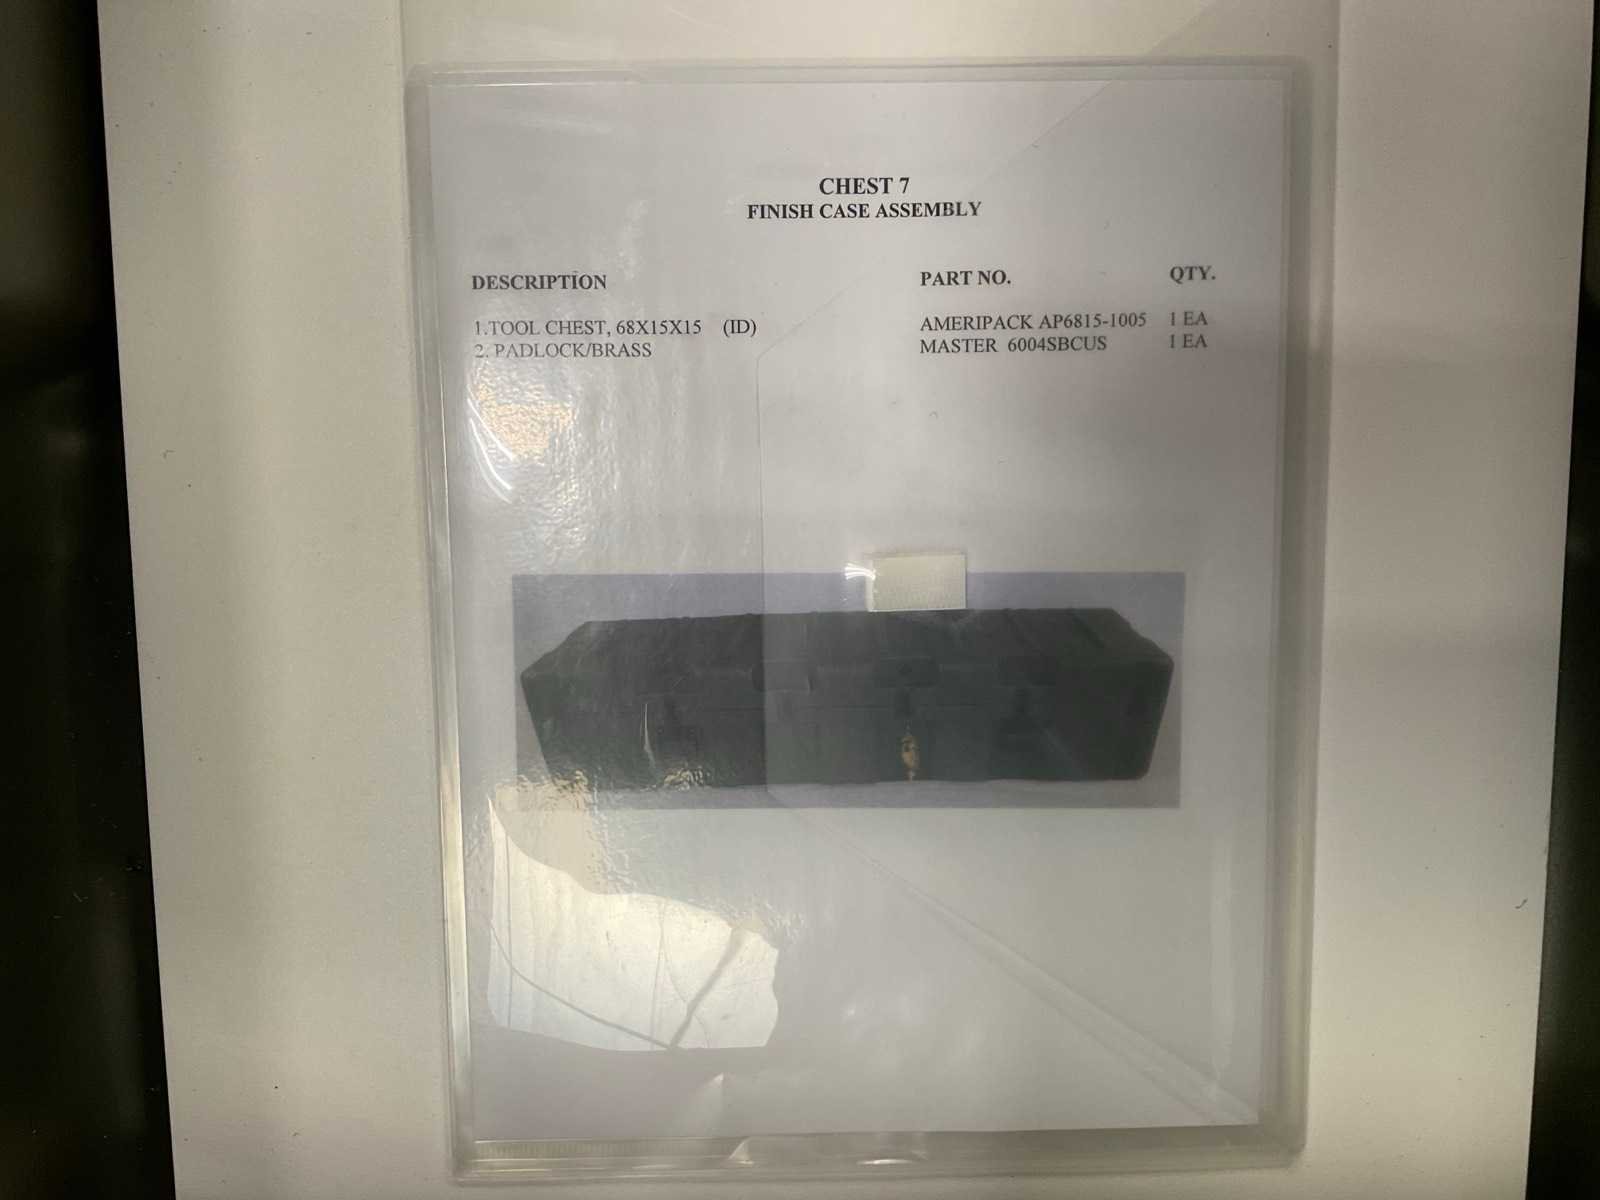 CHEST 7
FINISH CASE ASSEMBLY
DESCRIPTION PART NO. QTY.
1.TOOL CHEST, 68X15X15 (ID) AMERIPACK AP6815-1005 1 EA
2. PADLOCK/BRASS MASTER 6004SBCUS 1 EA